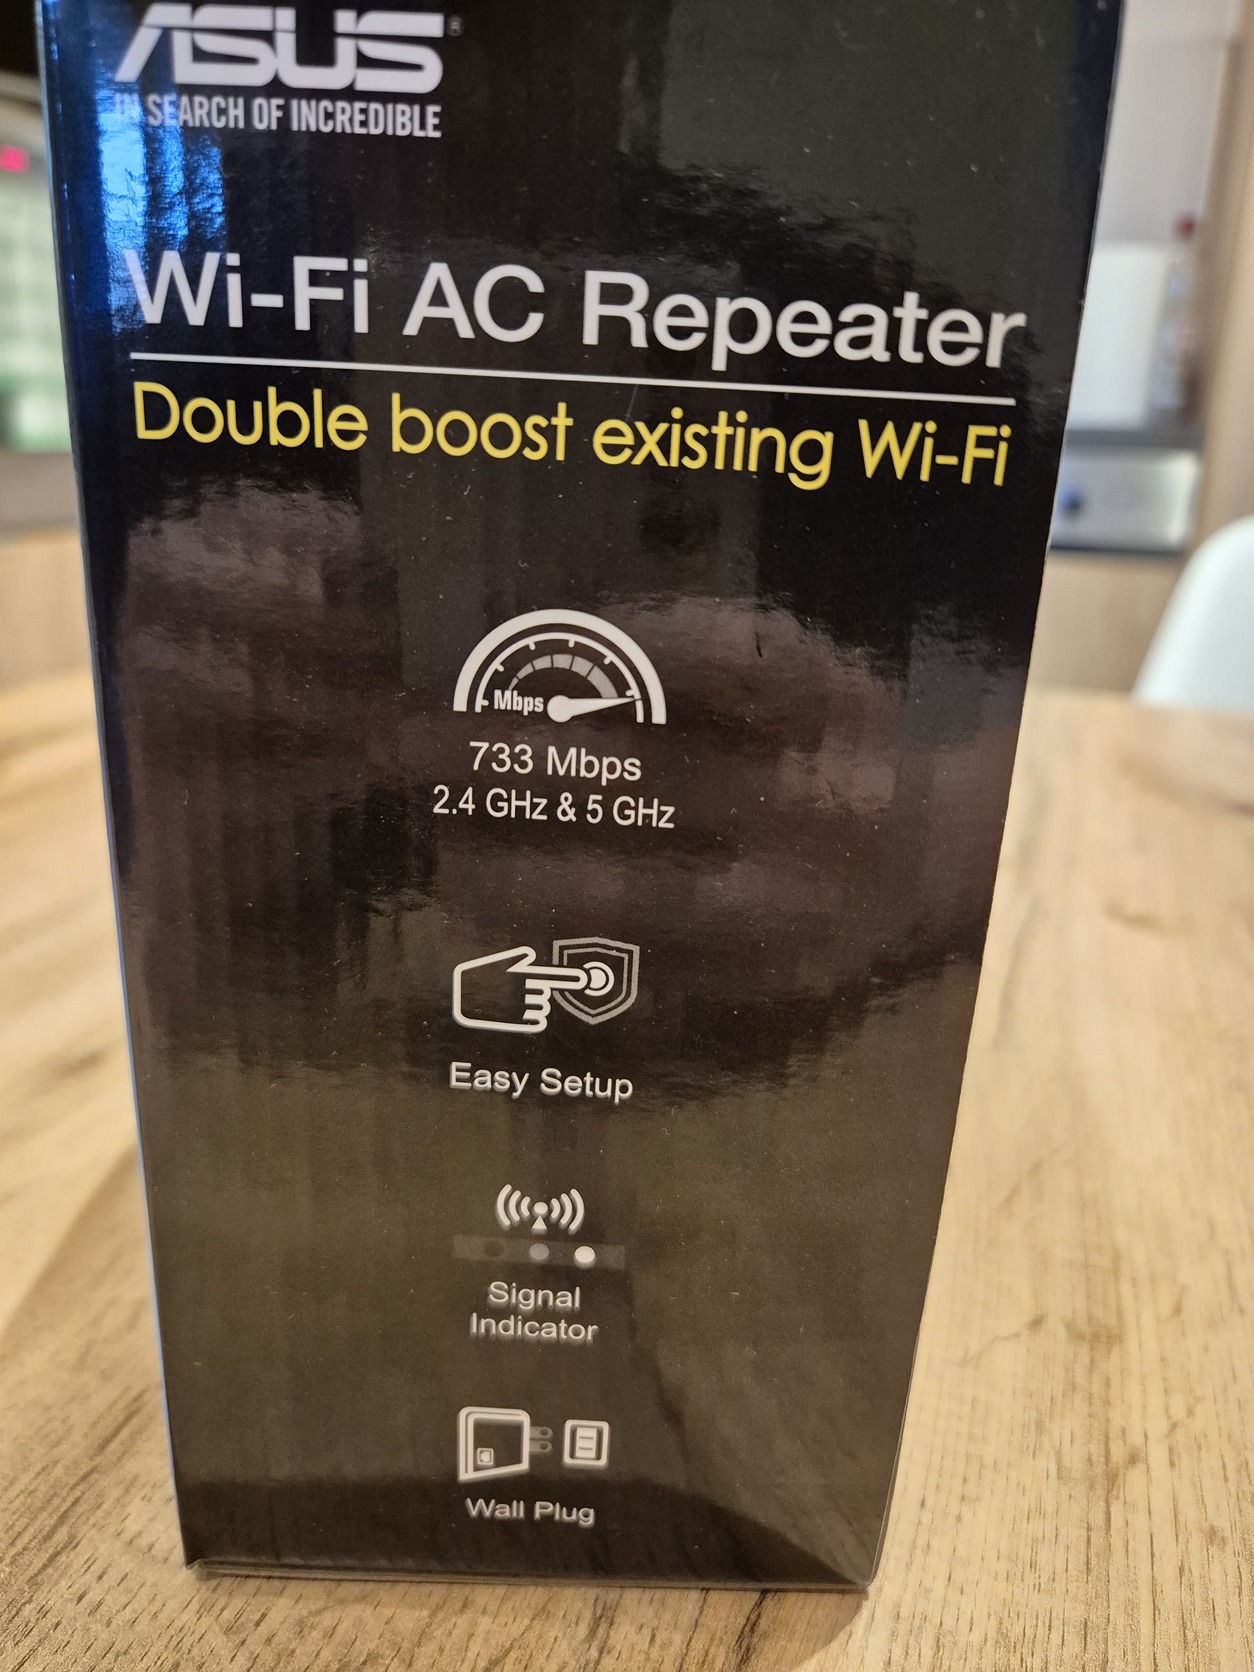 ASUS
IN SEARCH OF INCREDIBLE
Wi-Fi AC Repeater
Double boost existing Wi-Fi
Mbps
733 Mbps
2.4 GHz & 5 GHz
Easy Setup
Signal
Indicator
Wall Plug